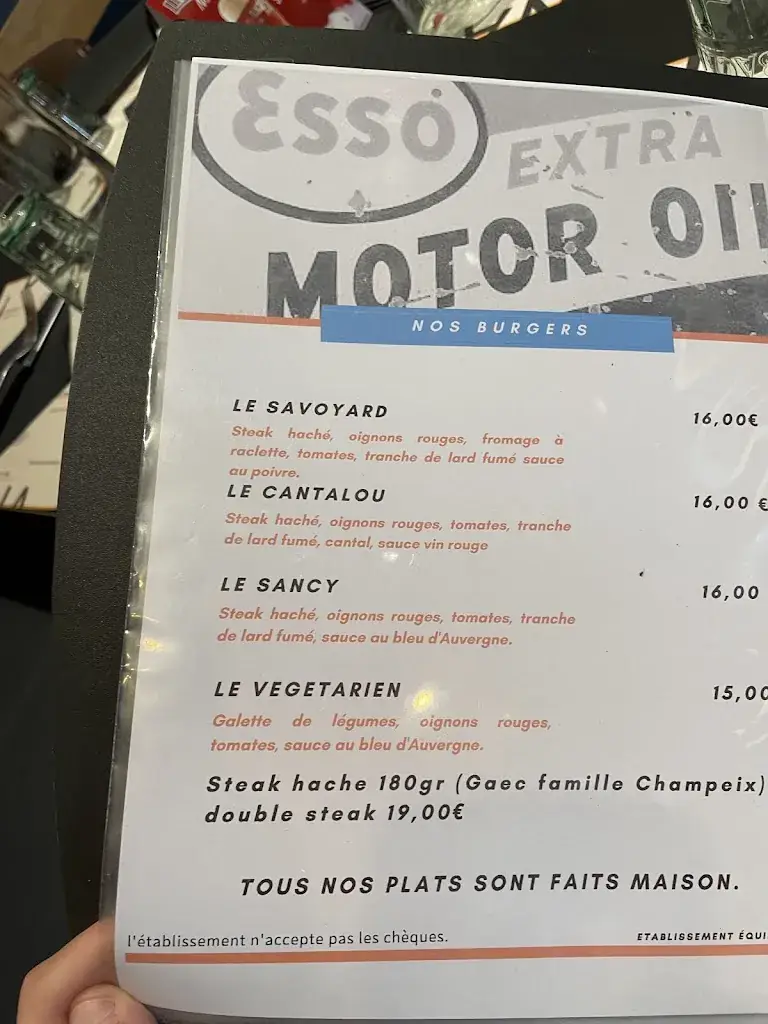 ESSO
EXTRA
MOTOR OIL
NOS BURGERS
LE SAVOYARD 16,00€
Steak haché, oignons rouges, fromage à
raclette, tomates, tranche de lard fumé sauce
au poivre.
LE CANTALOU 16,00 €
Steak haché, oignons rouges, tomates, tranche
de lard fumé, cantal, sauce vin rouge
LE SANCY 16,00
Steak haché, oignons rouges, tomates, tranche
de lard fumé, sauce au bleu d'Auvergne.
LE VEGETARIEN 15,00
Galette de légumes, oignons rouges,
tomates, sauce au bleu d'Auvergne.
Steak hache 180gr (Gaec famille Champeix)
double steak 19,00€
TOUS NOS PLATS SONT FAITS MAISON.
l'établissement n'accepte pas les chèques. ETABLISSEMENT ÉQUI